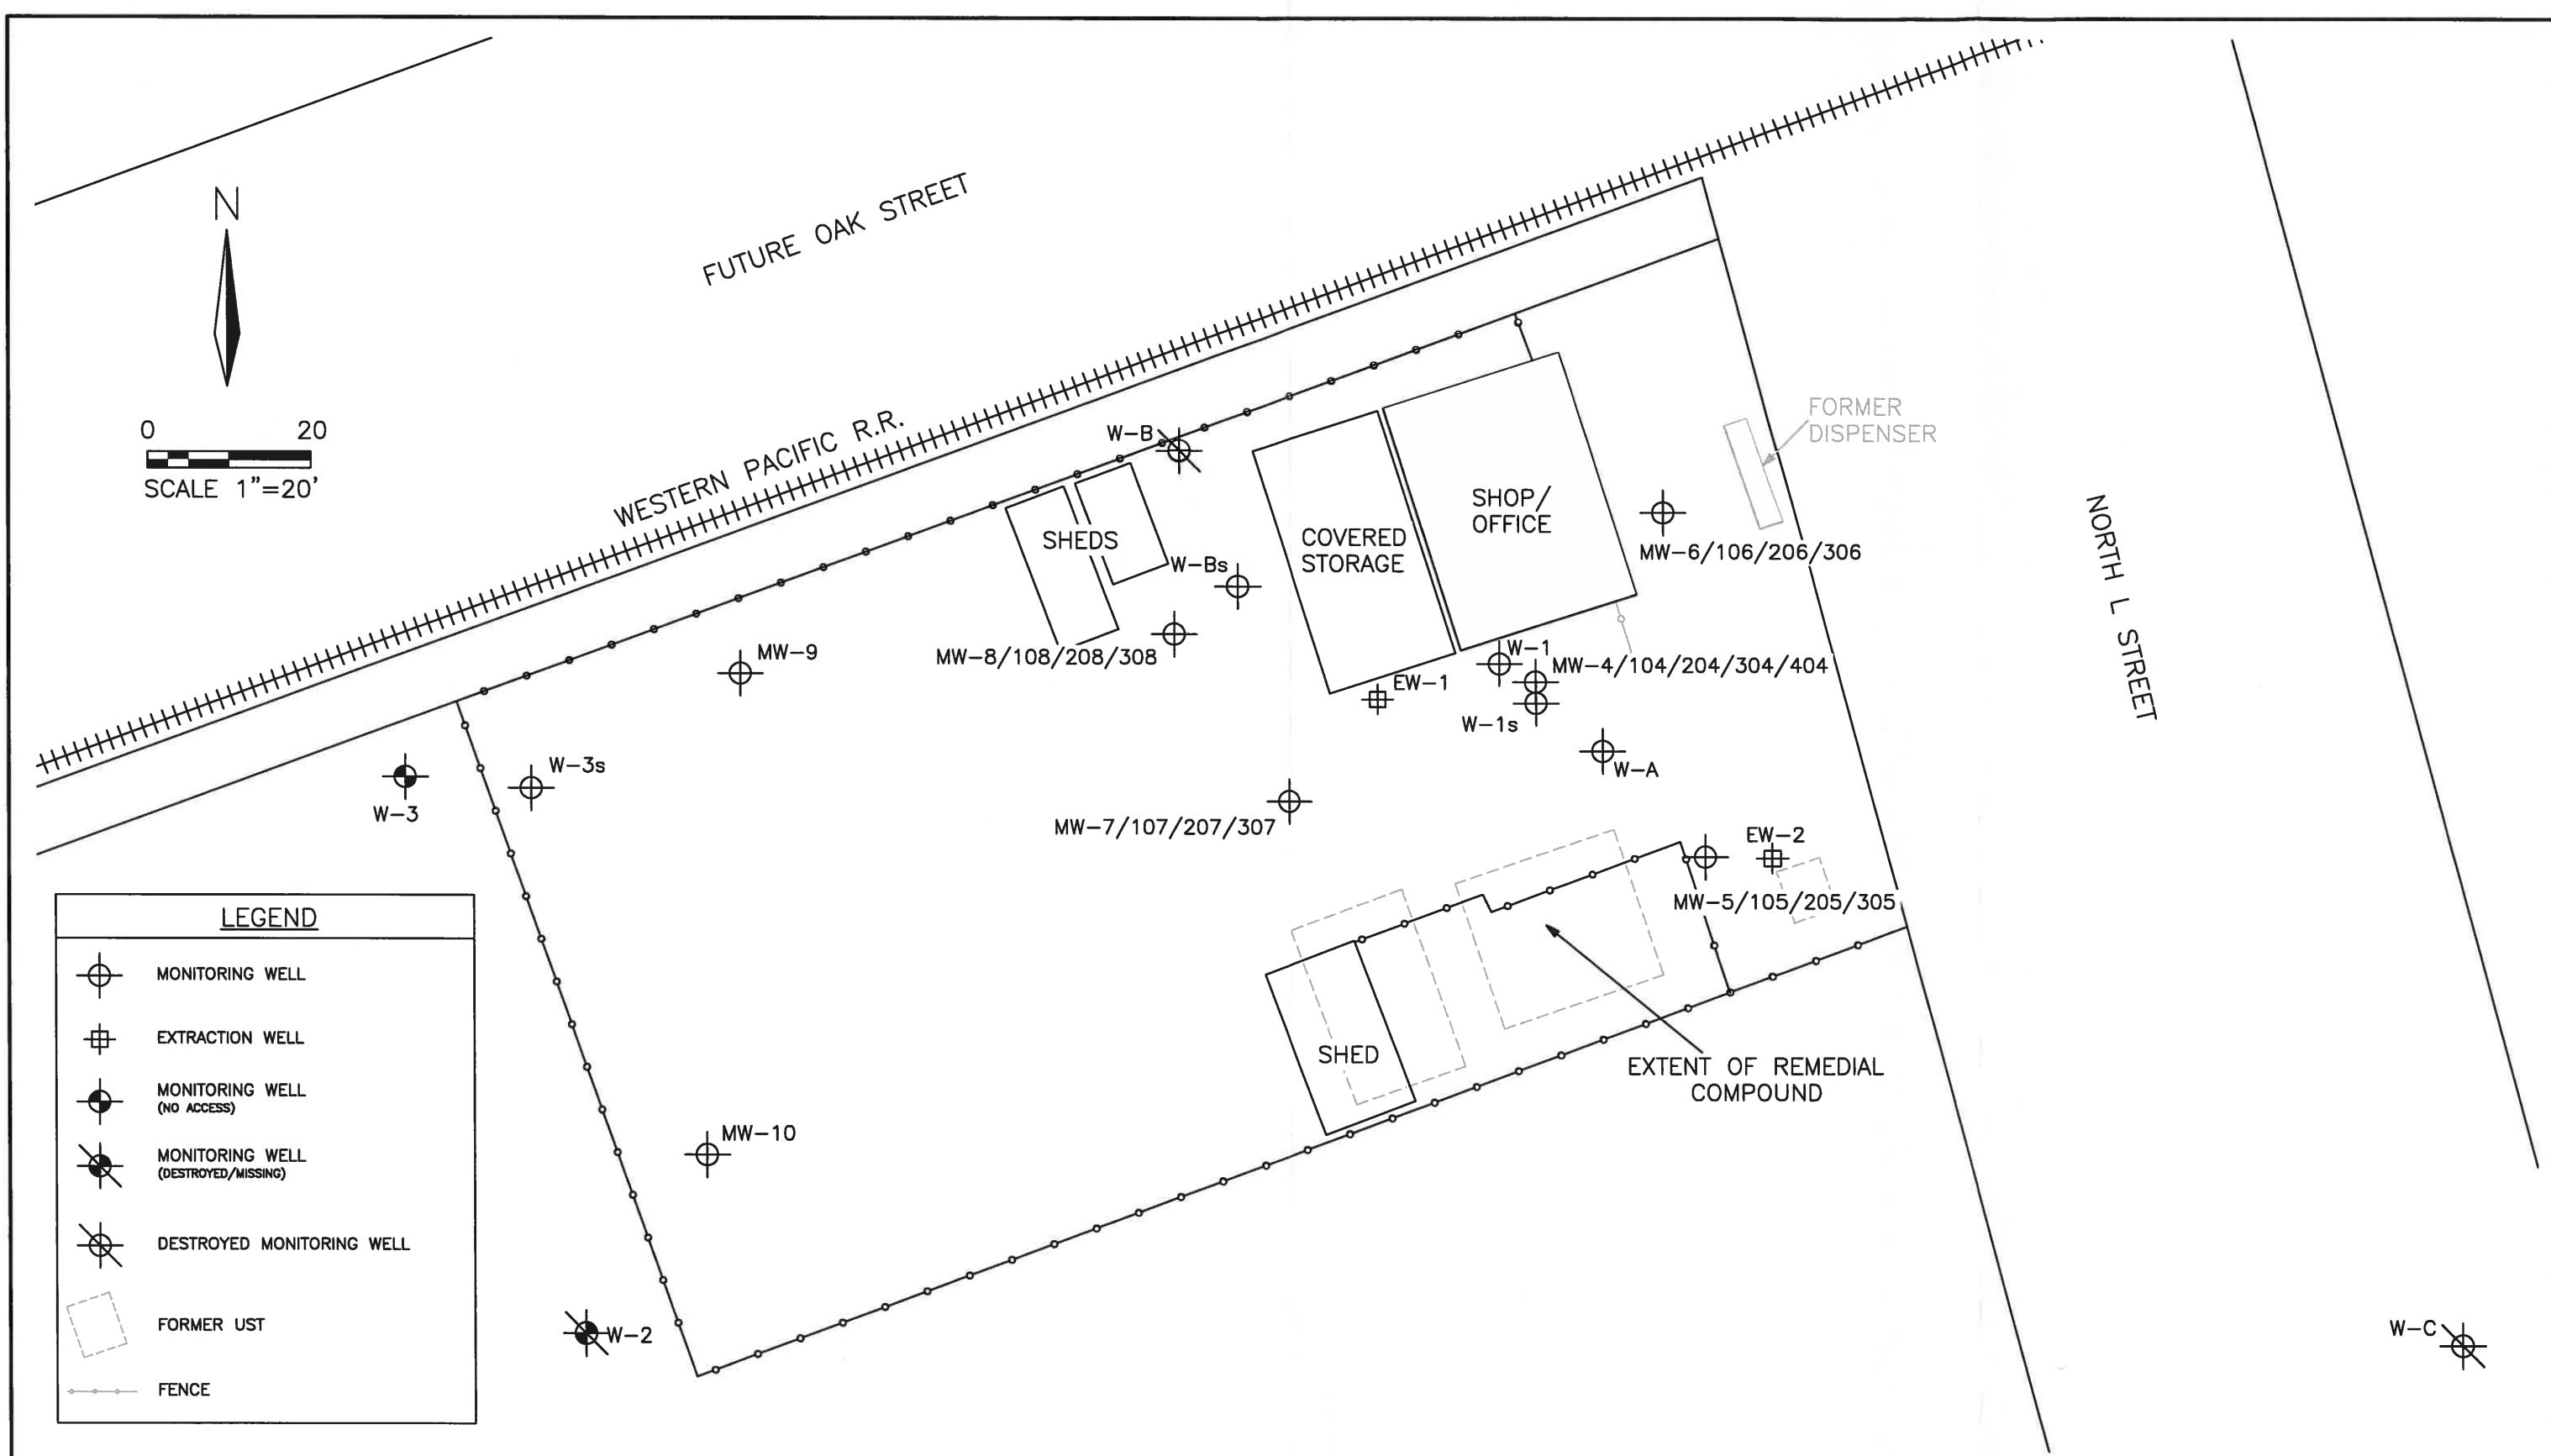 N
0 20
SCALE 1"=20'
FUTURE OAK STREET
WESTERN PACIFIC R.R.
NORTH L STREET
FORMER
DISPENSER
W-B
SHEDS
W-Bs
COVERED
STORAGE
SHOP/
OFFICE
MW-6/106/206/306
MW-9
MW-8/108/208/308
W-1
MW-4/104/204/304/404
EW-1
W-1s
W-A
W-3s
W-3
MW-7/107/207/307
EW-2
MW-5/105/205/305
SHED
EXTENT OF REMEDIAL
COMPOUND
MW-10
W-2
W-C
LEGEND
MONITORING WELL
EXTRACTION WELL
MONITORING WELL
(NO ACCESS)
MONITORING WELL
(DESTROYED/MISSING)
DESTROYED MONITORING WELL
FORMER UST
FENCE